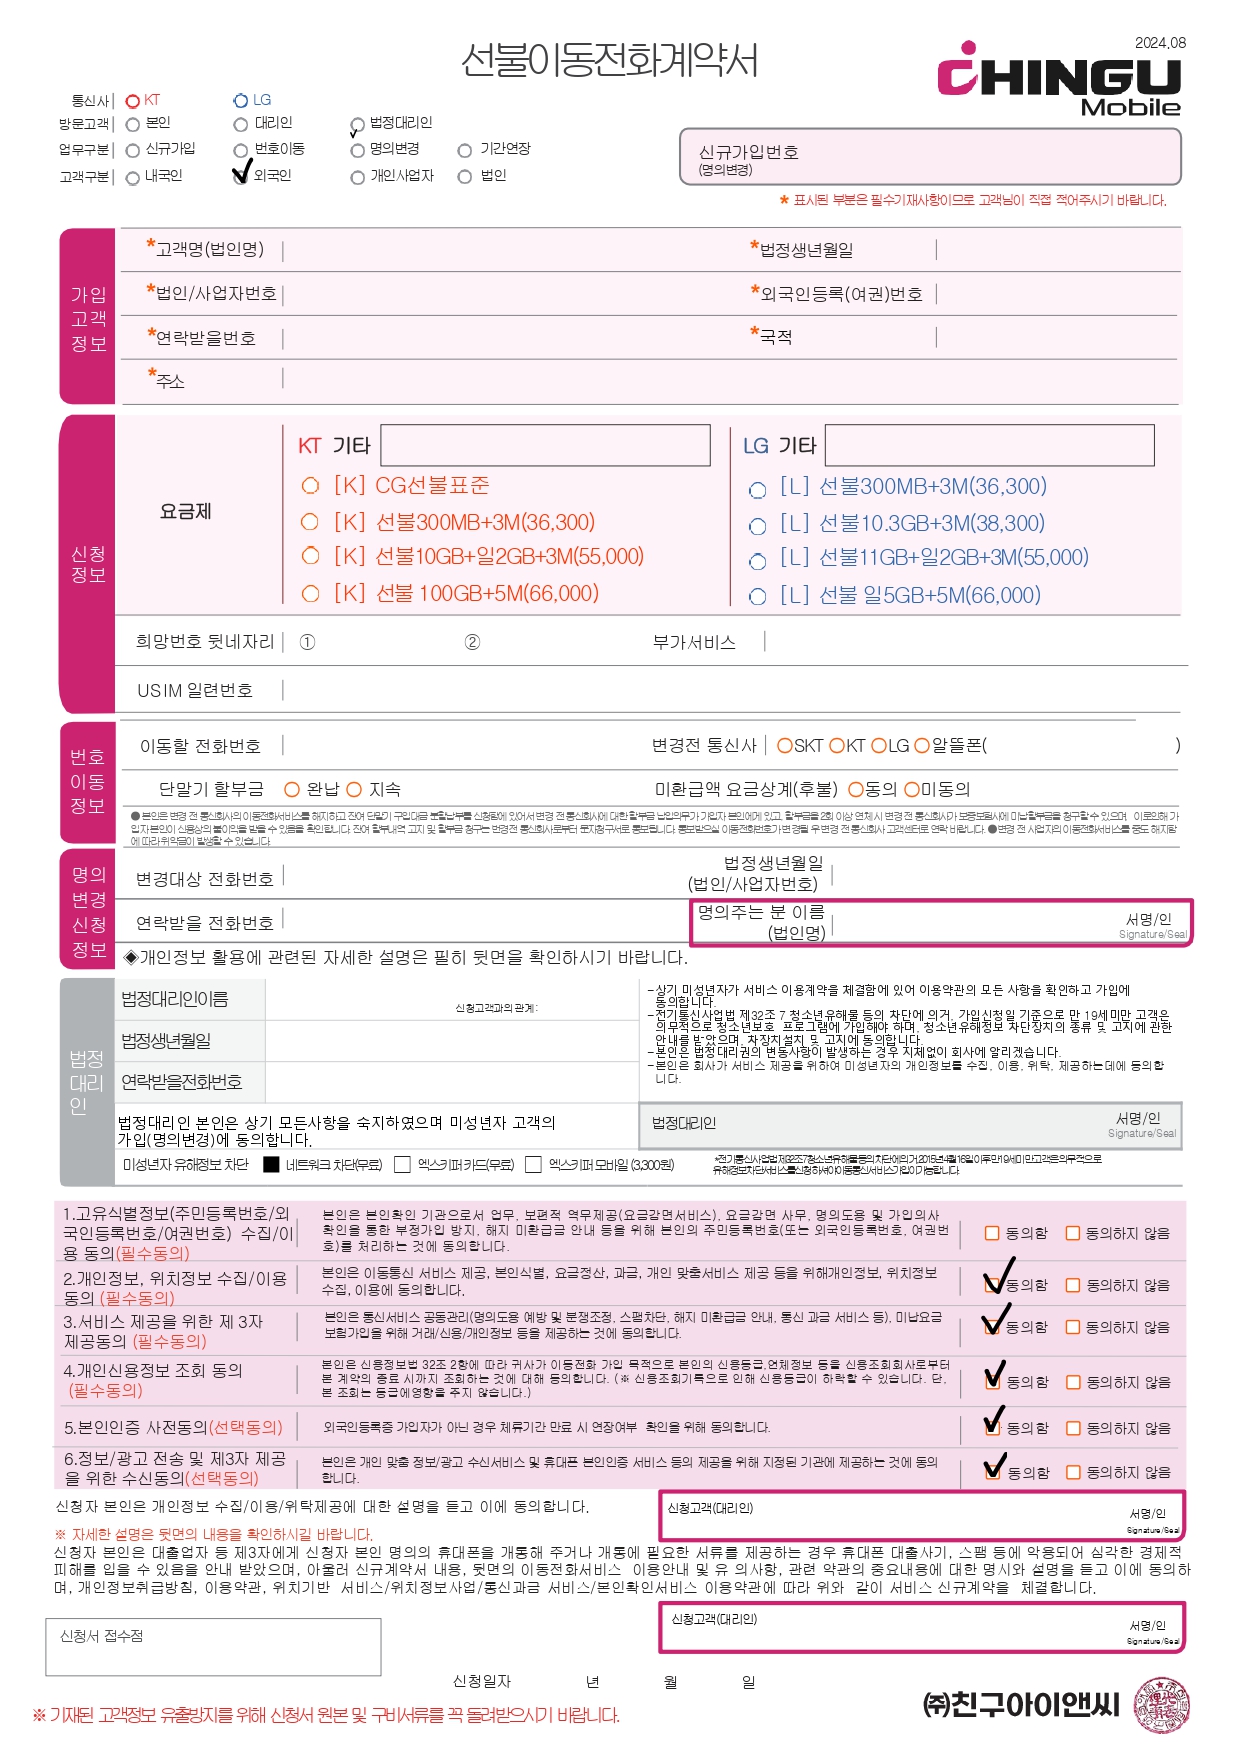 선불이동전화계약서
2024.08
CHINGU
Mobile
통신사 KT LG
방문고객 본인 대리인 법정대리인
업무구분 신규가입 번호이동 명의변경 기간연장
고객구분 내국인 외국인 개인사업자 법인
신규가입번호
(명의변경)
* 표시된 부분은 필수기재사항이므로 고객님이 직접 적어주시기 바랍니다.
가입
고객
정보
*고객명(법인명) *법정생년월일
*법인/사업자번호 *외국인등록(여권)번호
*연락받을번호 *국적
*주소
신청
정보
요금제
KT 기타 LG 기타
[K] CG선불표준 [L] 선불300MB+3M(36,300)
[K] 선불300MB+3M(36,300) [L] 선불10.3GB+3M(38,300)
[K] 선불10GB+일2GB+3M(55,000) [L] 선불11GB+일2GB+3M(55,000)
[K] 선불 100GB+5M(66,000) [L] 선불 일5GB+5M(66,000)
희망번호 뒷네자리 ① ② 부가서비스
USIM 일련번호
번호
이동
정보
이동할 전화번호 변경전 통신사 SKT KT LG 알뜰폰( )
단말기 할부금 완납 지속 미환급액 요금상계(후불) 동의 미동의
●본인은 변경 전 통신회사의 이동전화서비스를 해지하고 잔여 단말기 구입대금 분할납부를 신청함에 있어서 변경 전 통신회사에 대한 할부금 납입의무가 가입자 본인에게 있고, 할부금을 2회 이상 연체 시 변경 전 통신회사가 보증보험사에 미납할부금을 청구할 수 있으며, 이로인해 가
입자 본인이 신용상의 불이익을 받을 수 있음을 확인합니다. 잔여 할부내역 고지 및 할부금 청구는 변경 전 통신회사로부터 문자청구서로 통보됩니다. 통보받으실 이동전화번호가 변경될 우 변경 전 통신회사 고객센터로 연락 바랍니다. ●변경 전 사업자의 이동전화서비스를 중도 해지함
에 따라 위약금이 발생할 수 있습니다.
명의
변경
신청
정보
변경대상 전화번호 법정생년월일
(법인/사업자번호)
연락받을 전화번호 명의주는 분 이름
(법인명) 서명/인
Signature/Seal
◈개인정보 활용에 관련된 자세한 설명은 필히 뒷면을 확인하시기 바랍니다.
법정
대리
인
법정대리인이름 신청고객과의 관계:
법정생년월일
연락받을전화번호
-상기 미성년자가 서비스 이용계약을 체결함에 있어 이용약관의 모든 사항을 확인하고 가입에
동의합니다.
-전기통신사업법 제32조 7 청소년유해물 등의 차단에 의거, 가입신청일 기준으로 만 19세미만 고객은
의무적으로 청소년보호 프로그램에 가입해야 하며, 청소년유해정보 차단장치의 종류 및 고지에 관한
안내를 받았으며, 차장치설치 및 고지에 동의합니다.
-본인은 법정대리권의 변동사항이 발생하는 경우 지체없이 회사에 알리겠습니다.
-본인은 회사가 서비스 제공을 위하여 미성년자의 개인정보를 수집, 이용, 위탁, 제공하는데에 동의합
니다.
법정대리인 본인은 상기 모든사항을 숙지하였으며 미성년자 고객의
가입(명의변경)에 동의합니다.
법정대리인 서명/인
Signature/Seal
미성년자 유해정보 차단 네트워크 차단(무료) 엑스키퍼 카드(무료) 엑스키퍼 모바일 (3,300원)
*전기통신사업법 제32조 7청소년 유해물 등의 차단에 의거 2015년 4월 16일 이후 만 19세 미만 고객은 의무적으로
유해정보 차단서비스를 신청하셔야 이동통신서비스 가입이 가능합니다.
1.고유식별정보(주민등록번호/외
국인등록번호/여권번호) 수집/이
용 동의(필수동의)
본인은 본인확인 기관으로서 업무, 보편적 역무제공(요금감면서비스), 요금감면 사무, 명의도용 및 가입의사
확인을 통한 부정가입 방지, 해지 미환급금 안내 등을 위해 본인의 주민등록번호(또는 외국인등록번호, 여권번
호)를 처리하는 것에 동의합니다.
동의함 동의하지 않음
2.개인정보, 위치정보 수집/이용
동의 (필수동의)
본인은 이동통신 서비스 제공, 본인식별, 요금정산, 과금, 개인 맞춤서비스 제공 등을 위해개인정보, 위치정보
수집, 이용에 동의합니다.
동의함 동의하지 않음
3.서비스 제공을 위한 제 3자
제공동의 (필수동의)
본인은 통신서비스 공동관리(명의도용 예방 및 분쟁조정, 스팸차단, 해지 미환급금 안내, 통신 과금 서비스 등), 미납요금
보험가입을 위해 거래/신용/개인정보 등을 제공하는 것에 동의합니다.
동의함 동의하지 않음
4.개인신용정보 조회 동의
(필수동의)
본인은 신용정보법 32조 2항에 따라 귀사가 이동전화 가입 목적으로 본인의 신용등급,연체정보 등을 신용조회회사로부터
본 계약의 종료 시까지 조회하는 것에 대해 동의합니다. (※ 신용조회기록으로 인해 신용등급이 하락할 수 있습니다. 단,
본 조회는 등급에영향을 주지 않습니다.)
동의함 동의하지 않음
5.본인인증 사전동의(선택동의)
외국인등록증 가입자가 아닌 경우 체류기간 만료 시 연장여부 확인을 위해 동의합니다.
동의함 동의하지 않음
6.정보/광고 전송 및 제3자 제공
을 위한 수신동의(선택동의)
본인은 개인 맞춤 정보/광고 수신서비스 및 휴대폰 본인인증 서비스 등의 제공을 위해 지정된 기관에 제공하는 것에 동의
합니다.
동의함 동의하지 않음
신청자 본인은 개인정보 수집/이용/위탁제공에 대한 설명을 듣고 이에 동의합니다.
신청고객(대리인) 서명/인
Signature/Seal
※ 자세한 설명은 뒷면의 내용을 확인하시길 바랍니다.
신청자 본인은 대출업자 등 제3자에게 신청자 본인 명의의 휴대폰을 개통해 주거나 개통에 필요한 서류를 제공하는 경우 휴대폰 대출사기, 스팸 등에 악용되어 심각한 경제적
피해를 입을 수 있음을 안내 받았으며, 아울러 신규계약서 내용, 뒷면의 이동전화서비스 이용안내 및 유 의사항, 관련 약관의 중요내용에 대한 명시와 설명을 듣고 이에 동의하
며, 개인정보취급방침, 이용약관, 위치기반 서비스/위치정보사업/통신과금 서비스/본인확인서비스 이용약관에 따라 위와 같이 서비스 신규계약을 체결합니다.
신청고객(대리인) 서명/인
Signature/Seal
신청서 접수점
신청일자 년 월 일
※ 기재된 고객정보 유출방지를 위해 신청서 원본 및 구비서류를 꼭 돌려받으시기 바랍니다.
㈜친구아이앤씨